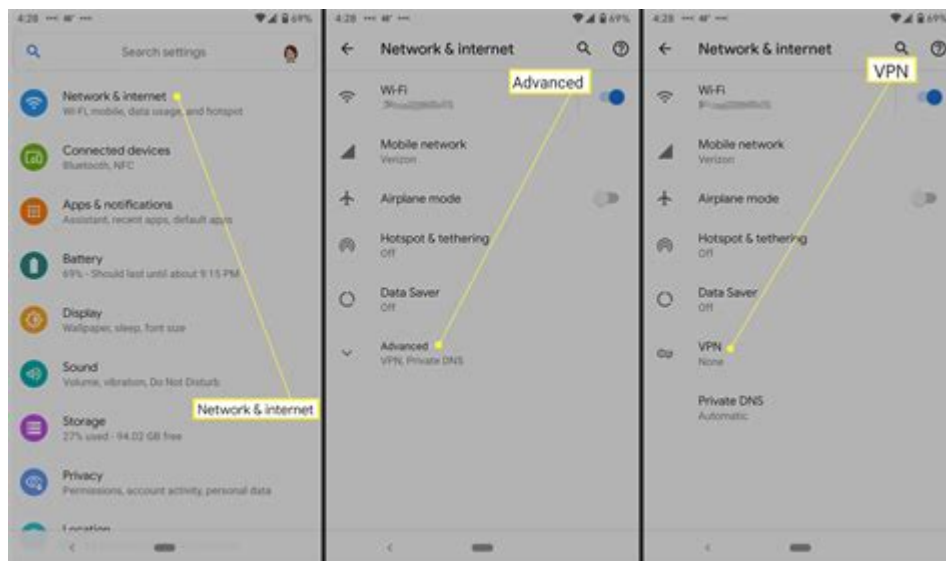 4:28
69%
Search settings
Network & internet
Wi-Fi, mobile, data usage, and hotspot
Connected devices
Bluetooth, NFC
Apps & notifications
Assistant, recent apps, default apps
Battery
69% - Should last until about 9:15 PM
Display
Wallpaper, sleep, font size
Sound
Volume, vibration, Do Not Disturb
Network & internet
Storage
27% used - 94.02 GB free
Privacy
Permissions, account activity, personal data
Location
4:28
69%
Network & internet
Advanced
Wi-Fi
Mobile network
Verizon
Airplane mode
Hotspot & tethering
Off
Data Saver
Off
Advanced
VPN, Private DNS
4:28
69%
Network & internet
VPN
Wi-Fi
Mobile network
Verizon
Airplane mode
Hotspot & tethering
Off
Data Saver
Off
VPN
None
Private DNS
Automatic